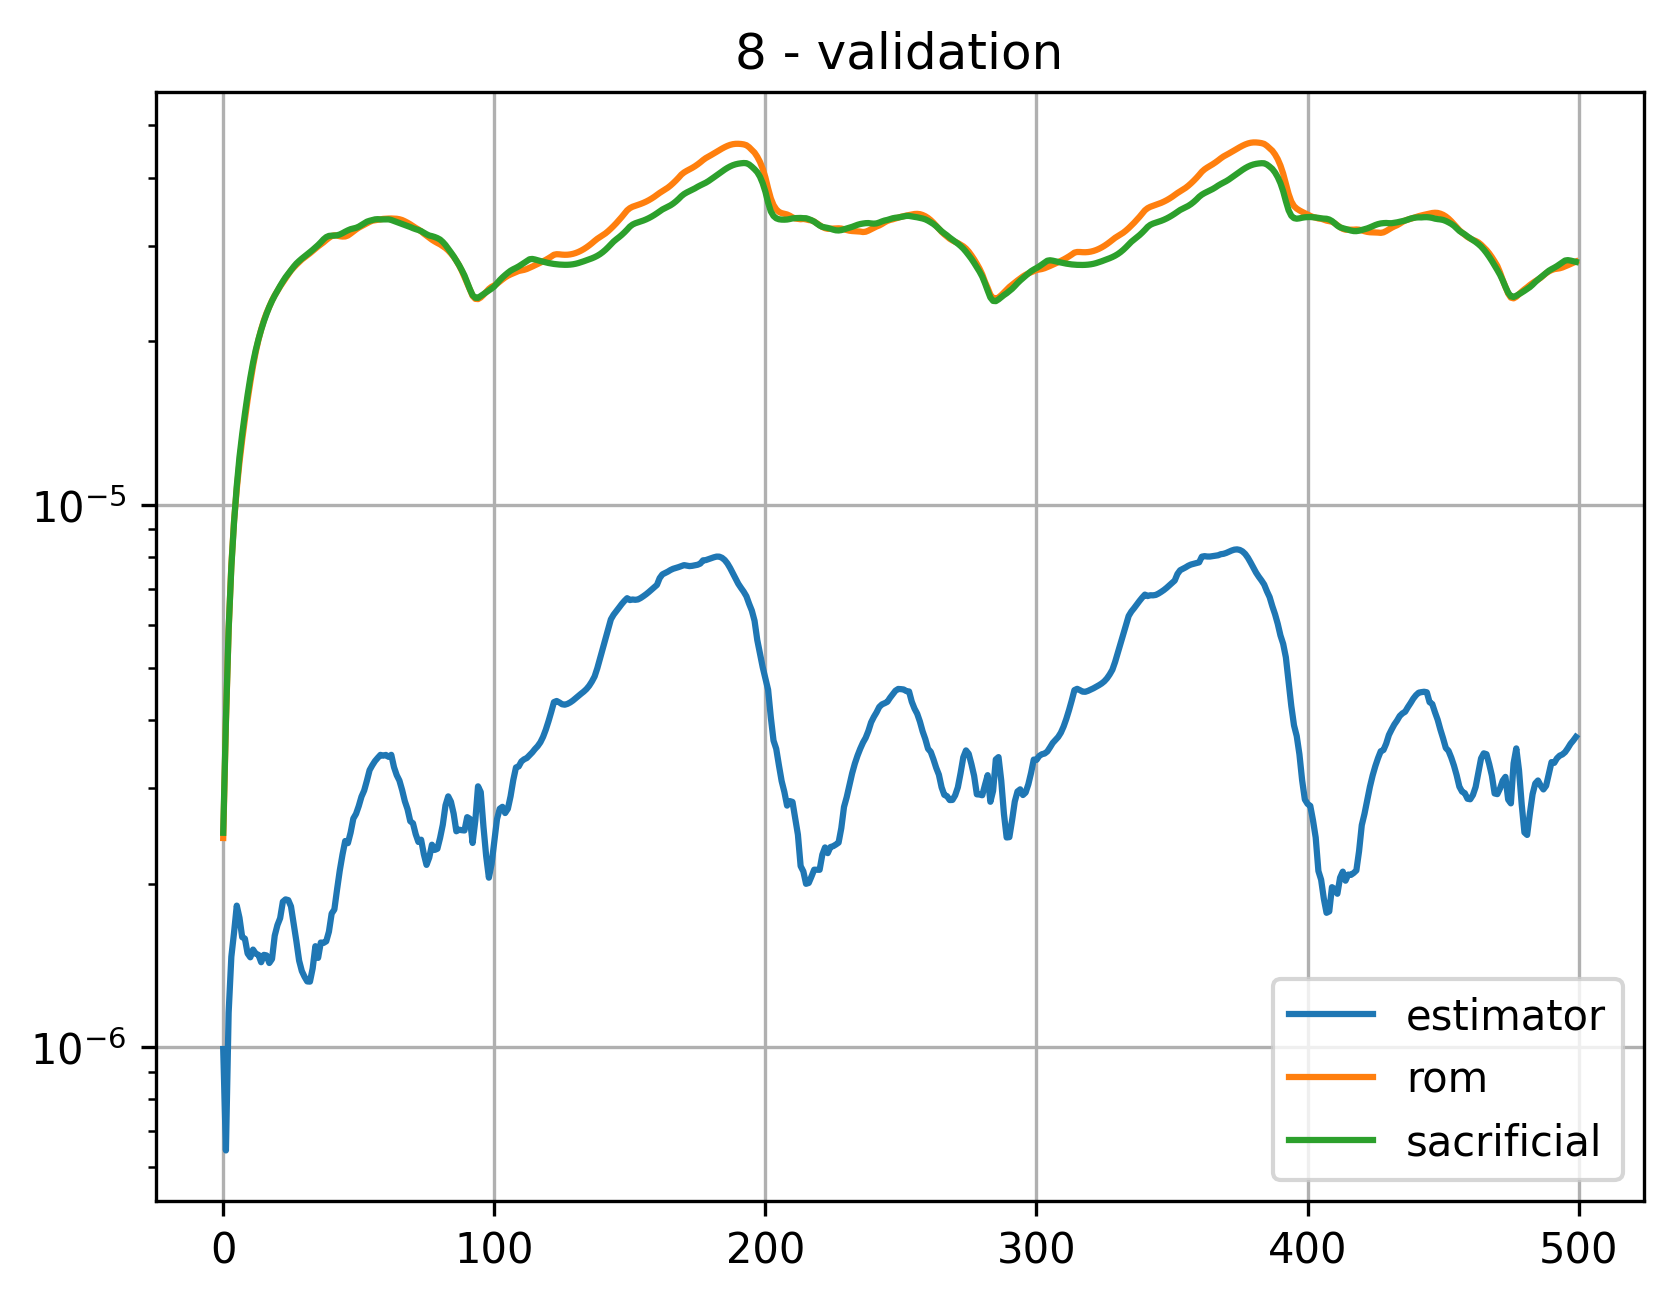 8 - validation
10⁻⁵
10⁻⁶
0 100 200 300 400 500
estimator
rom
sacrificial